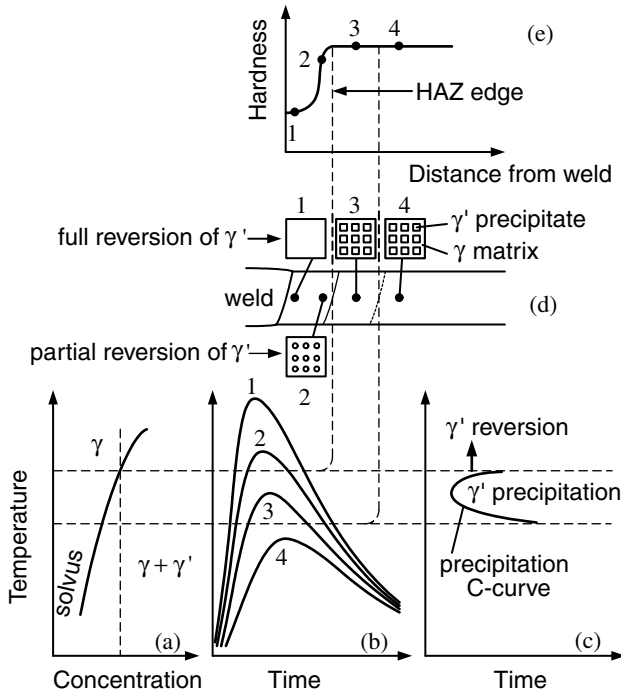 3
4
(e)
2
1
Hardness
HAZ edge
Distance from weld
1
3
4
full reversion of γ'
γ' precipitate
γ matrix
weld
(d)
partial reversion of γ'
2
Temperature
γ
solvus
γ + γ'
(a)
Concentration
1
2
3
4
(b)
Time
γ' reversion
γ' precipitation
precipitation
C-curve
(c)
Time